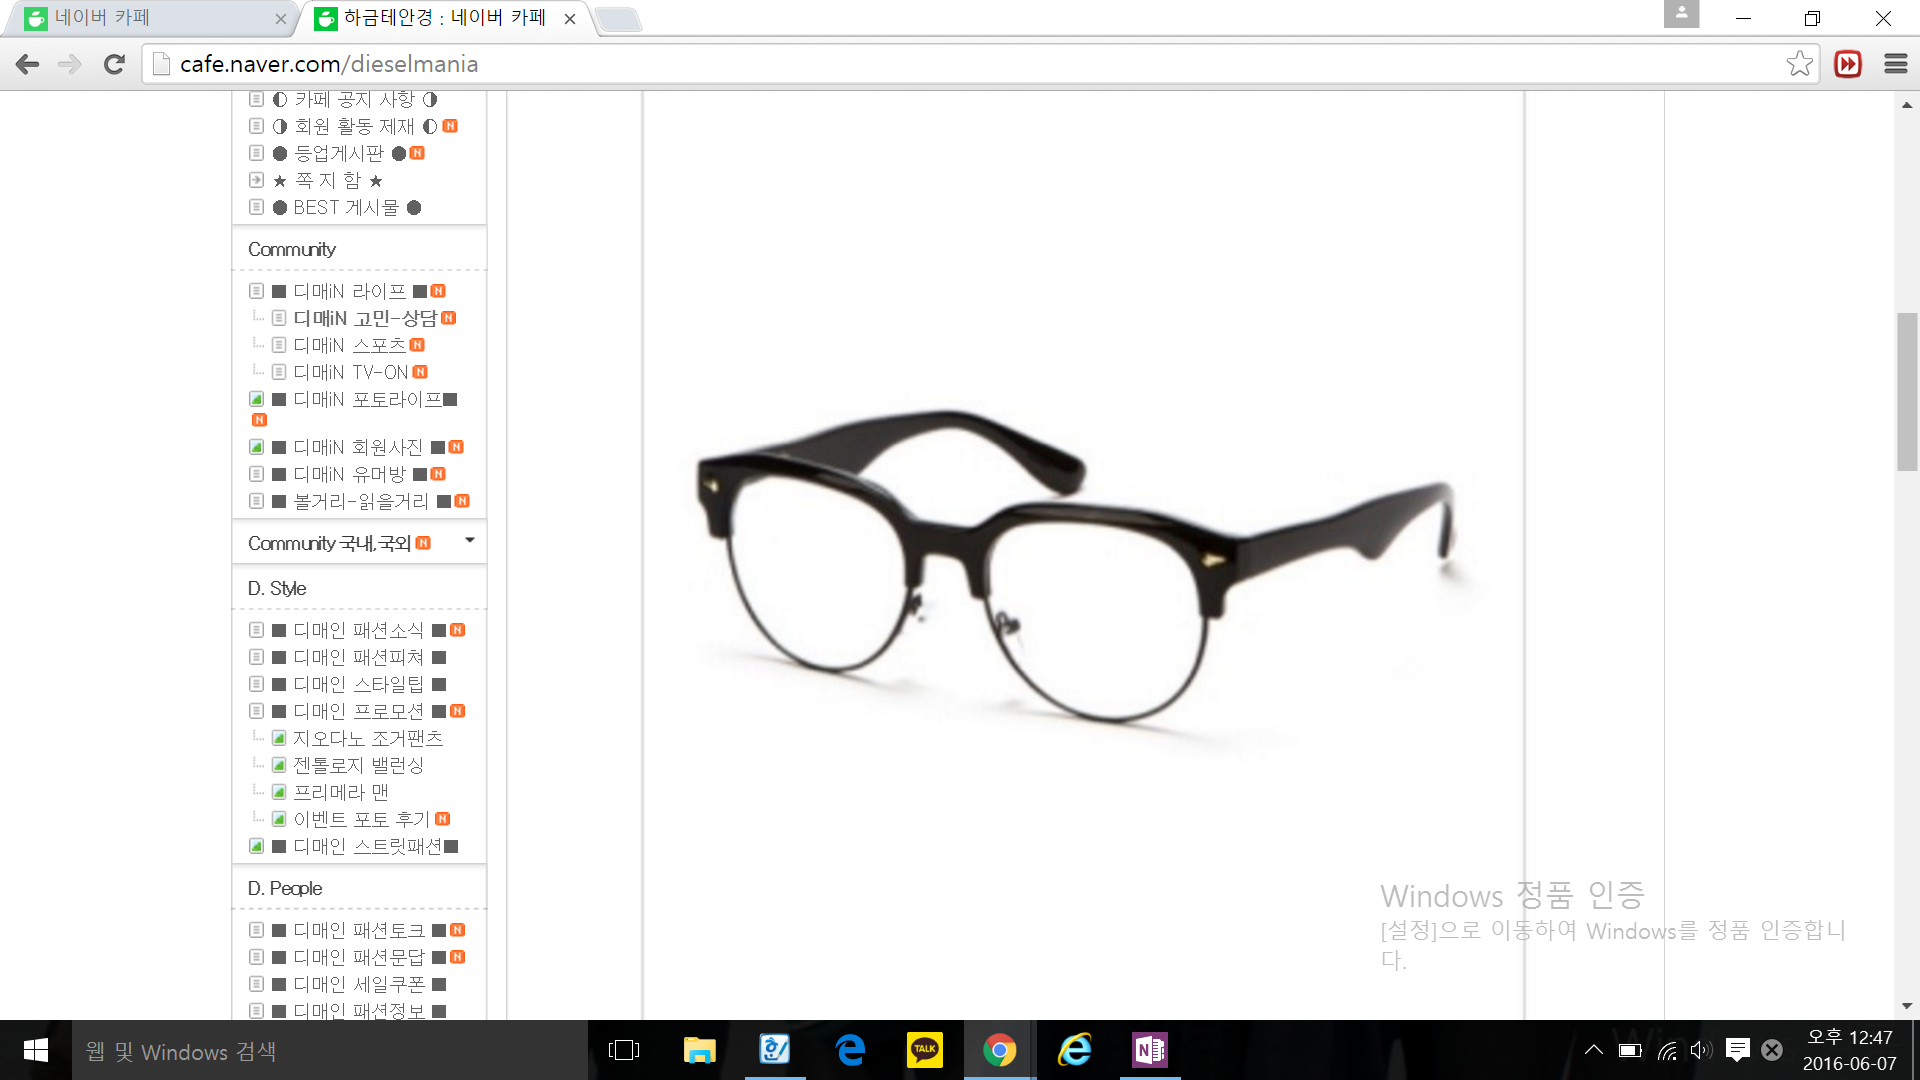 네이버 카페
하금테안경 : 네이버 카페
cafe.naver.com/dieselmania
◐ 카페 공지 사항 ◑
◑ 회원 활동 제재 ◐ N
● 등업게시판 ● N
★ 쪽 지 함 ★
● BEST 게시물 ●
Community
■ 디매iN 라이프 ■ N
디매iN 고민-상담 N
디매iN 스포츠 N
디매iN TV-ON N
■ 디매iN 포토라이프■
N
■ 디매iN 회원사진 ■ N
■ 디매iN 유머방 ■ N
■ 볼거리-읽을거리 ■ N
Community 국내,국외 N
D. Style
■ 디매인 패션소식 ■ N
■ 디매인 패션피쳐 ■
■ 디매인 스타일팁 ■
■ 디매인 프로모션 ■ N
지오다노 조거팬츠
젠톨로지 밸런싱
프리메라 맨
이벤트 포토 후기 N
■ 디매인 스트릿패션■
D. People
■ 디매인 패션토크 ■ N
■ 디매인 패션문답 ■ N
■ 디매인 세일쿠폰 ■
■ 디매인 패션정보 ■
Windows 정품 인증
[설정]으로 이동하여 Windows를 정품 인증합니
다.
웹 및 Windows 검색
TALK
N
오후 12:47
2016-06-07